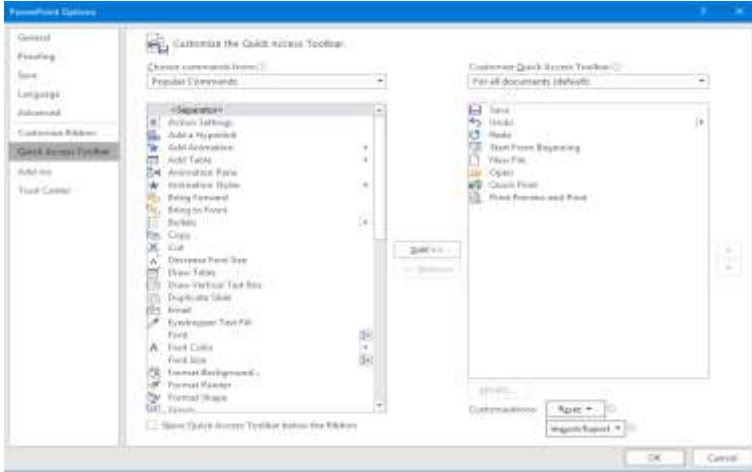 PowerPoint Options
General
Proofing
Save
Language
Advanced
Customize Ribbon
Quick Access Toolbar
Add-ins
Trust Center
Customize the Quick Access Toolbar.
Choose commands from:
Popular Commands
<Separator>
Action Settings
Add a Hyperlink
Add Animation
Add Table
Animation Pane
Animation Styles
Bring Forward
Bring to Front
Bullets
Copy
Cut
Decrease Font Size
Draw Table
Draw Vertical Text Box
Duplicate Slide
Email
Eyedropper Text Fill
Font
Font Color
Font Size
Format Background...
Format Painter
Format Shape
Group
Show Quick Access Toolbar below the Ribbon
Add >>
<< Remove
Customize Quick Access Toolbar:
For all documents (default)
Save
Undo
Redo
Start From Beginning
New File
Open
Quick Print
Print Preview and Print
Modify...
Customizations:
Reset
Import/Export
OK
Cancel